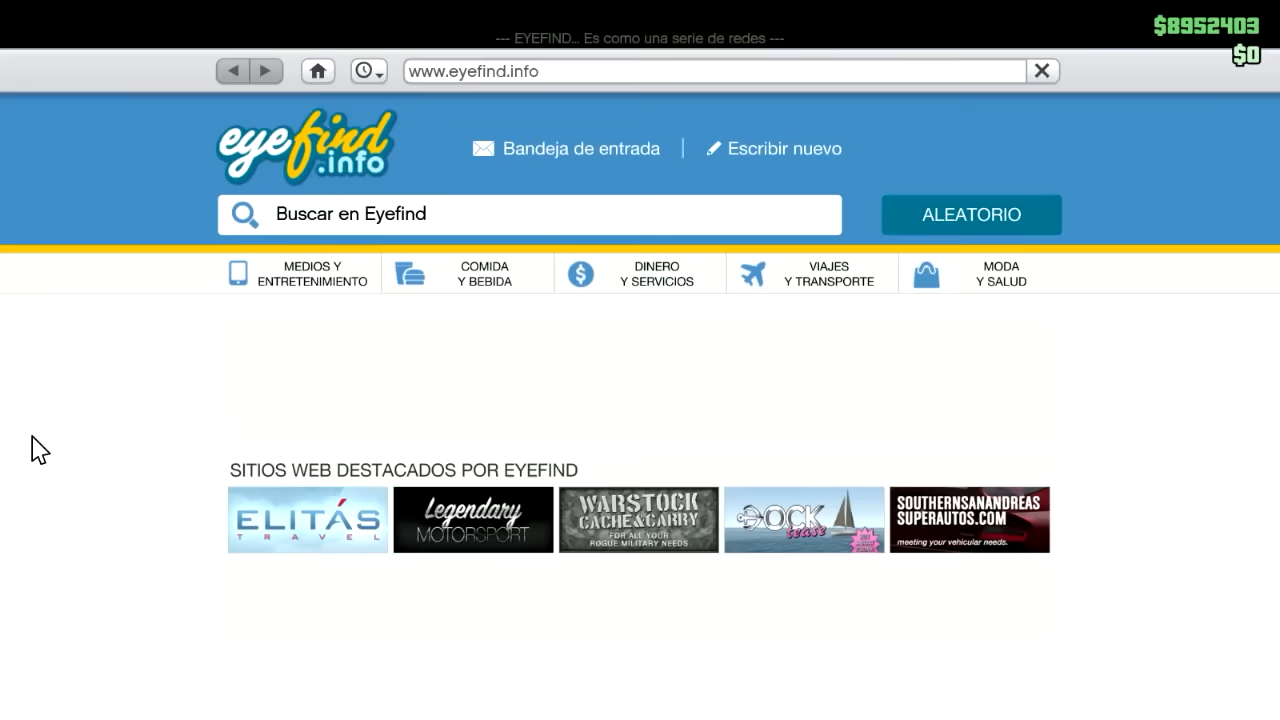 $8952403
--- EYEFIND... Es como una serie de redes ---
$0
www.eyefind.info
eyefind
.info
Bandeja de entrada
Escribir nuevo
Buscar en Eyefind
ALEATORIO
MEDIOS Y
ENTRETENIMIENTO
COMIDA
Y BEBIDA
DINERO
Y SERVICIOS
VIAJES
Y TRANSPORTE
MODA
Y SALUD
SITIOS WEB DESTACADOS POR EYEFIND
ELITÁS
TRAVEL
Legendary
MOTORSPORT
WARSTOCK
CACHE&CARRY
FOR ALL YOUR
ROGUE MILITARY NEEDS
DOCK
tease
SOUTHERNSANANDREAS
SUPERAUTOS.COM
meeting your vehicular needs.